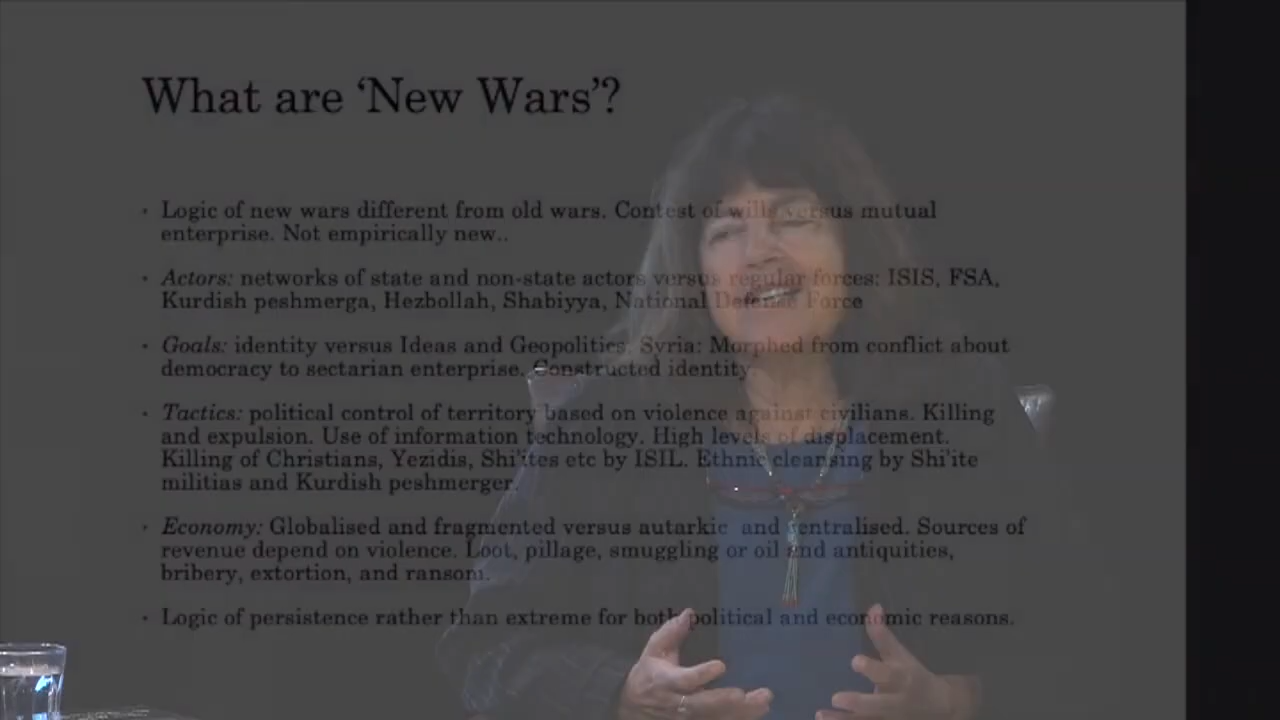 What are ‘New Wars’?
• Logic of new wars different from old wars. Contest of wills versus mutual
enterprise. Not empirically new..
• Actors: networks of state and non-state actors versus regular forces: ISIS, FSA,
Kurdish peshmerga, Hezbollah, Shabiyya, National Defense Force
• Goals: identity versus Ideas and Geopolitics. Syria: Morphed from conflict about
democracy to sectarian enterprise. Constructed identity.
• Tactics: political control of territory based on violence against civilians. Killing
and expulsion. Use of information technology. High levels of displacement.
Killing of Christians, Yezidis, Shi'ites etc by ISIL. Ethnic cleansing by Shi'ite
militias and Kurdish peshmerger.
• Economy: Globalised and fragmented versus autarkic and centralised. Sources of
revenue depend on violence. Loot, pillage, smuggling or oil and antiquities,
bribery, extortion, and ransom.
• Logic of persistence rather than extreme for both political and economic reasons.